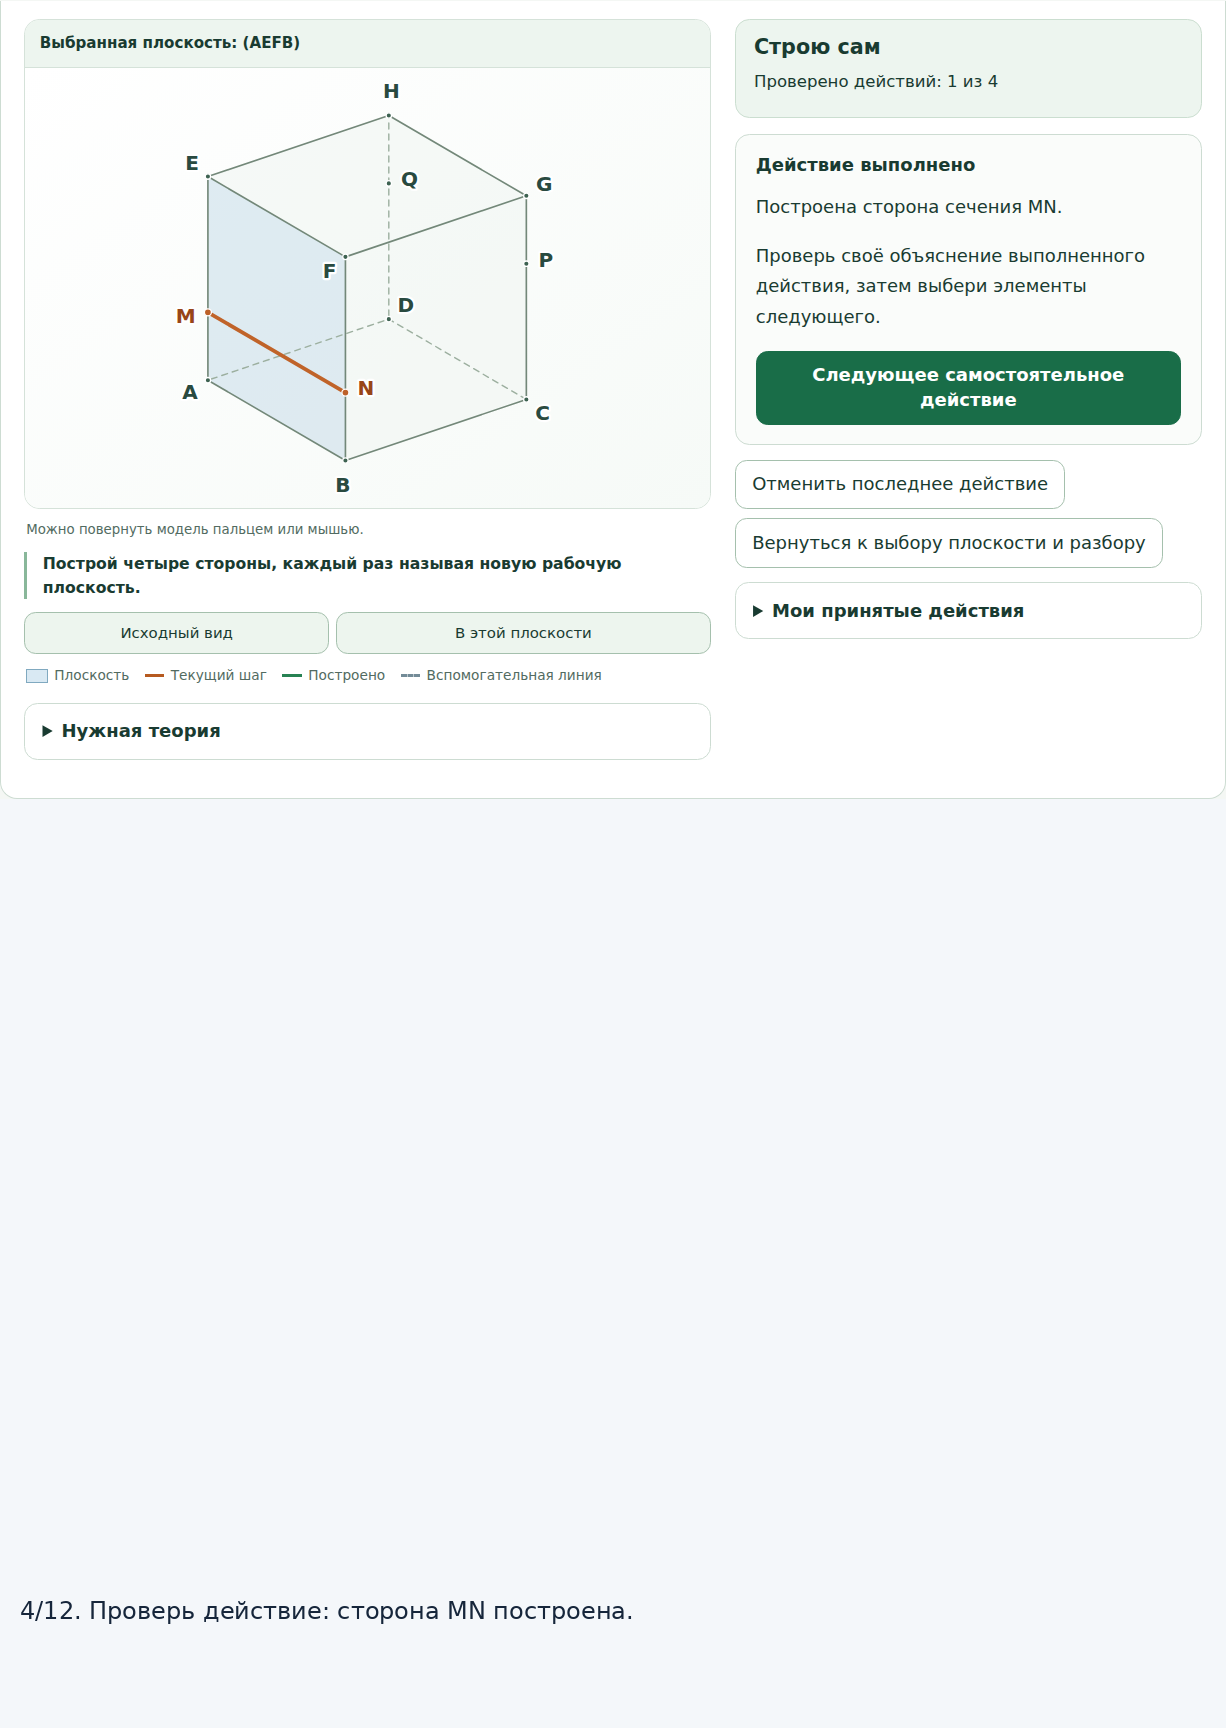 Выбранная плоскость: (AEFB)
H
E
Q
G
F
P
M
D
A
N
C
B
Можно повернуть модель пальцем или мышью.
Построй четыре стороны, каждый раз называя новую рабочую
плоскость.
Исходный вид
В этой плоскости
Плоскость Текущий шаг Построено Вспомогательная линия
▶ Нужная теория
Строю сам
Проверено действий: 1 из 4
Действие выполнено
Построена сторона сечения MN.
Проверь своё объяснение выполненного
действия, затем выбери элементы
следующего.
Следующее самостоятельное
действие
Отменить последнее действие
Вернуться к выбору плоскости и разбору
▶ Мои принятые действия
4/12. Проверь действие: сторона MN построена.